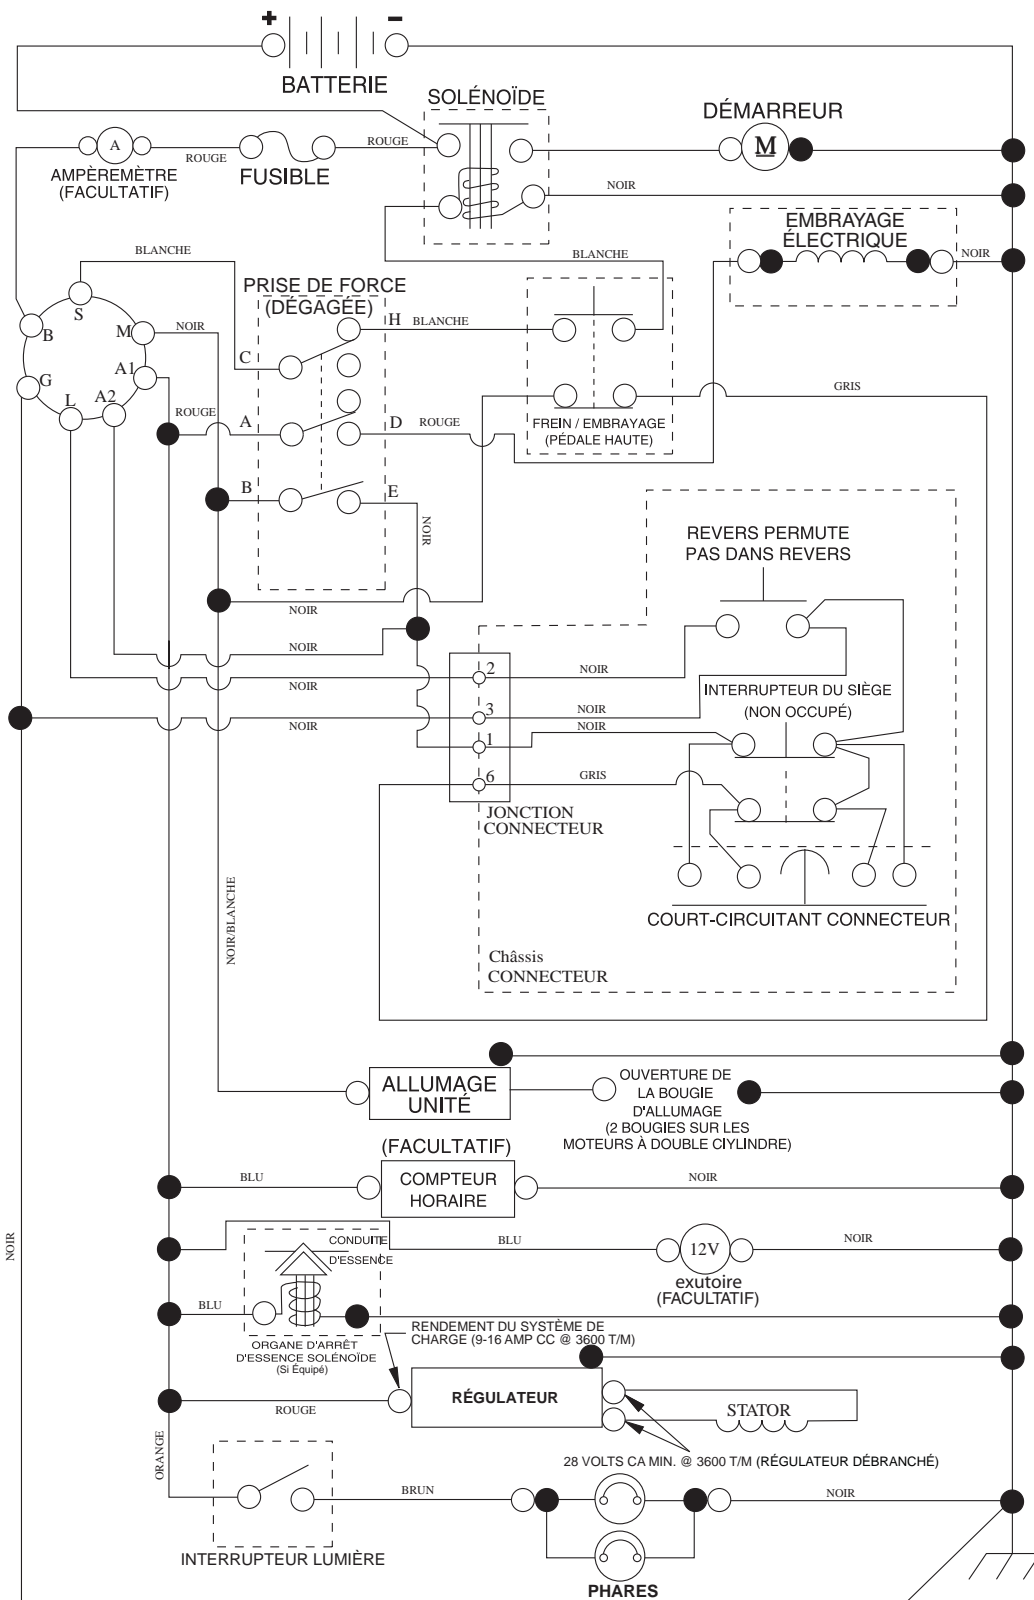 + -
BATTERIE
SOLÉNOÏDE
DÉMARREUR
A
ROUGE
ROUGE
M
AMPÈREMÈTRE
(FACULTATIF)
FUSIBLE
NOIR
EMBRAYAGE
ÉLECTRIQUE
NOIR
BLANCHE
BLANCHE
PRISE DE FORCE
(DÉGAGÉE)
S
B
M
NOIR
H
BLANCHE
C
A1
G
GRIS
L
A2
ROUGE
A
D
ROUGE
FREIN / EMBRAYAGE
(PÉDALE HAUTE)
B
E
NOIR
REVERS PERMUTE
PAS DANS REVERS
NOIR
NOIR
2
NOIR
NOIR
INTERRUPTEUR DU SIÈGE
(NON OCCUPÉ)
3
NOIR
NOIR
NOIR
1
6
GRIS
JONCTION
CONNECTEUR
NOIR/BLANCHE
COURT-CIRCUITANT CONNECTEUR
Châssis
CONNECTEUR
ALLUMAGE
UNITÉ
OUVERTURE DE
LA BOUGIE
D'ALLUMAGE
(2 BOUGIES SUR LES
MOTEURS À DOUBLE CIYLINDRE)
(FACULTATIF)
COMPTEUR
HORAIRE
BLU
NOIR
NOIR
CONDUITE
D'ESSENCE
BLU
12V
NOIR
exutoire
(FACULTATIF)
BLU
ORGANE D'ARRÊT
D'ESSENCE SOLÉNOÏDE
(Si Équipé)
RENDEMENT DU SYSTÈME DE
CHARGE (9-16 AMP CC @ 3600 T/M)
RÉGULATEUR
ROUGE
STATOR
ORANGE
28 VOLTS CA MIN. @ 3600 T/M (RÉGULATEUR DÉBRANCHÉ)
BRUN
NOIR
INTERRUPTEUR LUMIÈRE
PHARES